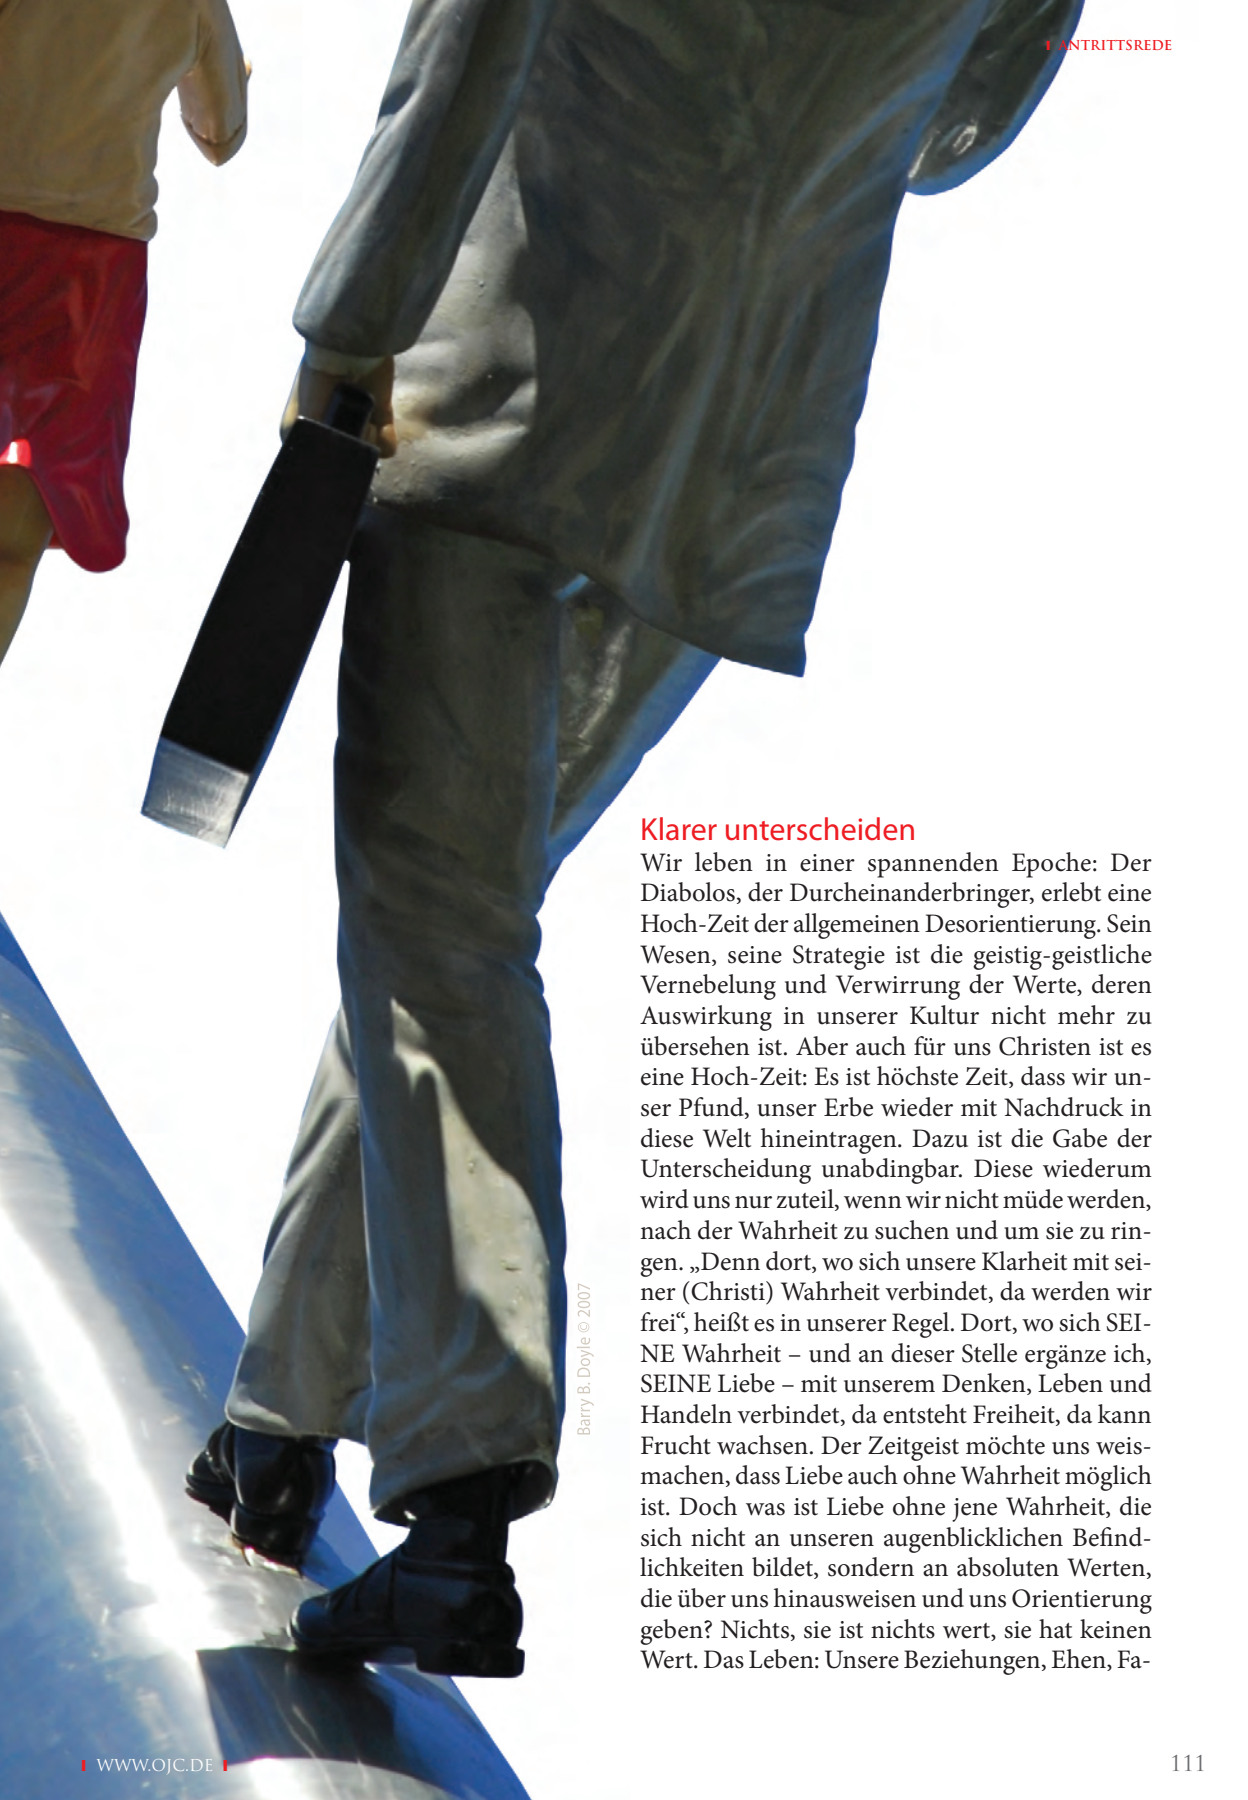 ANTRITTSREDE
Klarer unterscheiden
Wir leben in einer spannenden Epoche: Der
Diabolos, der Durcheinanderbringer, erlebt eine
Hoch-Zeit der allgemeinen Desorientierung. Sein
Wesen, seine Strategie ist die geistig-geistliche
Vernebelung und Verwirrung der Werte, deren
Auswirkung in unserer Kultur nicht mehr zu
übersehen ist. Aber auch für uns Christen ist es
eine Hoch-Zeit: Es ist höchste Zeit, dass wir un-
ser Pfund, unser Erbe wieder mit Nachdruck in
diese Welt hineintragen. Dazu ist die Gabe der
Unterscheidung unabdingbar. Diese wiederum
wird uns nur zuteil, wenn wir nicht müde werden,
nach der Wahrheit zu suchen und um sie zu rin-
gen. „Denn dort, wo sich unsere Klarheit mit sei-
ner (Christi) Wahrheit verbindet, da werden wir
frei“, heißt es in unserer Regel. Dort, wo sich SEI-
NE Wahrheit – und an dieser Stelle ergänze ich,
SEINE Liebe – mit unserem Denken, Leben und
Handeln verbindet, da entsteht Freiheit, da kann
Frucht wachsen. Der Zeitgeist möchte uns weis-
machen, dass Liebe auch ohne Wahrheit möglich
ist. Doch was ist Liebe ohne jene Wahrheit, die
sich nicht an unseren augenblicklichen Befind-
lichkeiten bildet, sondern an absoluten Werten,
die über uns hinausweisen und uns Orientierung
geben? Nichts, sie ist nichts wert, sie hat keinen
Wert. Das Leben: Unsere Beziehungen, Ehen, Fa-
Barry B. Doyle © 2007
WWW.OJC.DE
111